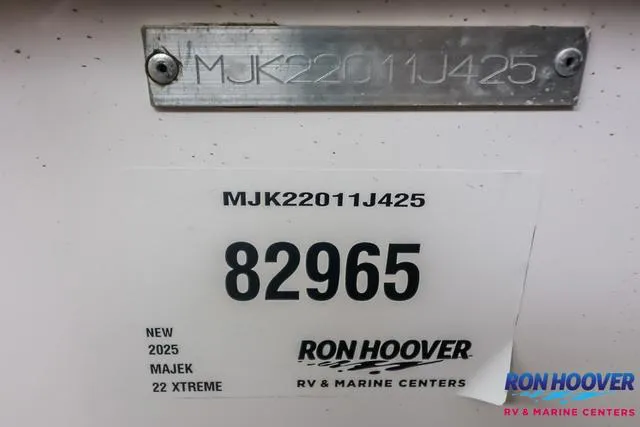 MJK22011J425
MJK22011J425
82965
NEW
2025
MAJEK
22 XTREME
RON HOOVER
RV & MARINE CENTERS
RON HOOVER
RV & MARINE CENTERS